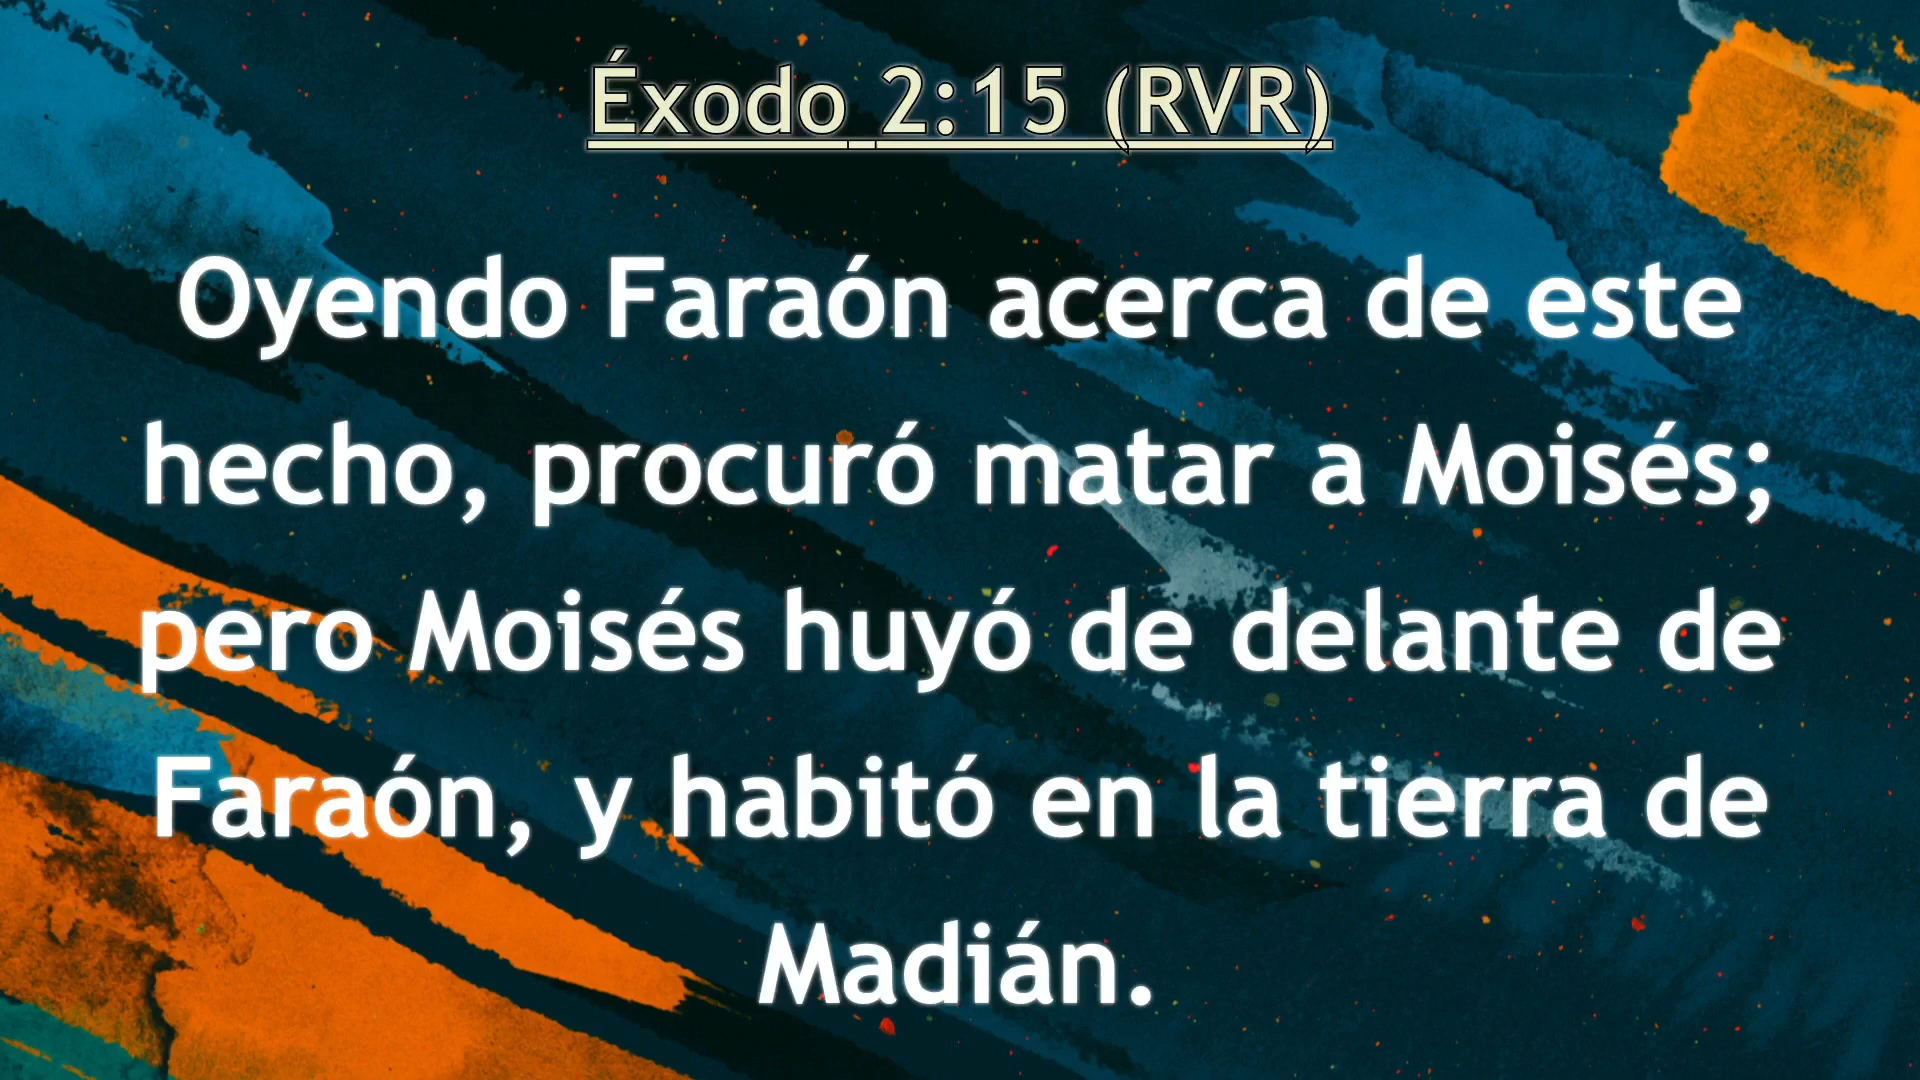 Éxodo 2:15 (RVR)
Oyendo Faraón acerca de este
hecho, procuró matar a Moisés;
pero Moisés huyó de delante de
Faraón, y habitó en la tierra de
Madián.